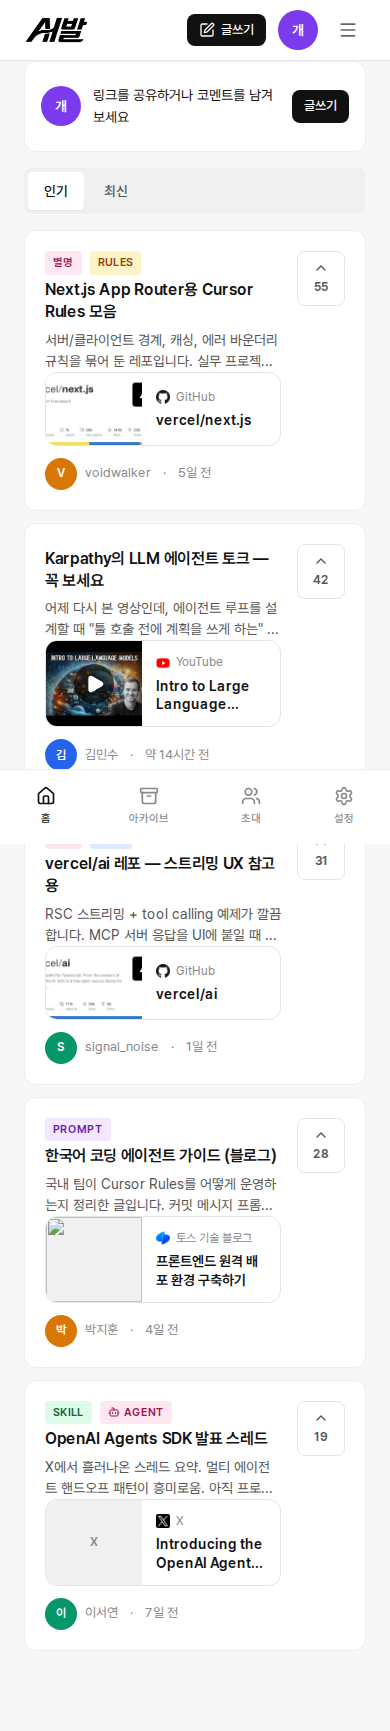 AI발
글쓰기
개
개
링크를 공유하거나 코멘트를 남겨
보세요
글쓰기
인기
최신
별명
RULES
Next.js App Router용 Cursor
Rules 모음
55
서버/클라이언트 경계, 캐싱, 에러 바운더리
규칙을 묶어 둔 레포입니다. 실무 프로젝...
cel/next.js
GitHub
vercel/next.js
V
voidwalker · 5일 전
Karpathy의 LLM 에이전트 토크 —
꼭 보세요
42
어제 다시 본 영상인데, 에이전트 루프를 설
계할 때 "툴 호출 전에 계획을 쓰게 하는" ...
INTRO TO LARGE LANGUAGE MODELS
YouTube
Intro to Large
Language...
김
김민수 · 약 14시간 전
홈
아카이브
초대
설정
31
vercel/ai 레포 — 스트리밍 UX 참고
용
RSC 스트리밍 + tool calling 예제가 깔끔
합니다. MCP 서버 응답을 UI에 붙일 때 ...
cel/ai
GitHub
vercel/ai
S
signal_noise · 1일 전
PROMPT
한국어 코딩 에이전트 가이드 (블로그)
28
국내 팀이 Cursor Rules를 어떻게 운영하
는지 정리한 글입니다. 커밋 메시지 프롬...
토스 기술 블로그
프론트엔드 원격 배
포 환경 구축하기
박
박지훈 · 4일 전
SKILL
AGENT
OpenAI Agents SDK 발표 스레드
19
X에서 흘러나온 스레드 요약. 멀티 에이전
트 핸드오프 패턴이 흥미로움. 아직 프로...
X
X
Introducing the
OpenAI Agent...
이
이서연 · 7일 전